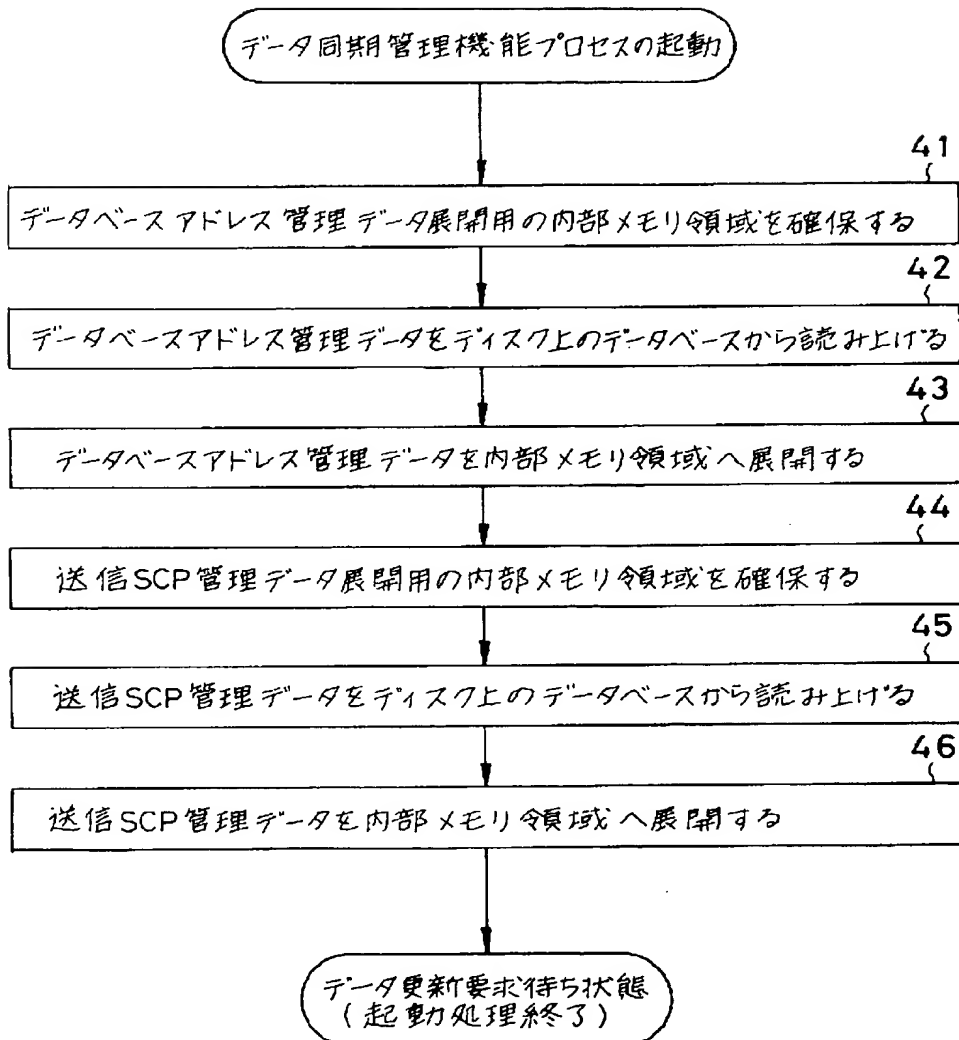 データ同期管理機能プロセスの起動
41
データベースアドレス管理データ展開用の内部メモリ領域を確保する
42
データベースアドレス管理データをディスク上のデータベースから読み上げる
43
データベースアドレス管理データを内部メモリ領域へ展開する
44
送信SCP管理データ展開用の内部メモリ領域を確保する
45
送信SCP管理データをディスク上のデータベースから読み上げる
46
送信SCP管理データを内部メモリ領域へ展開する
データ更新要求待ち状態
(起動処理終了)